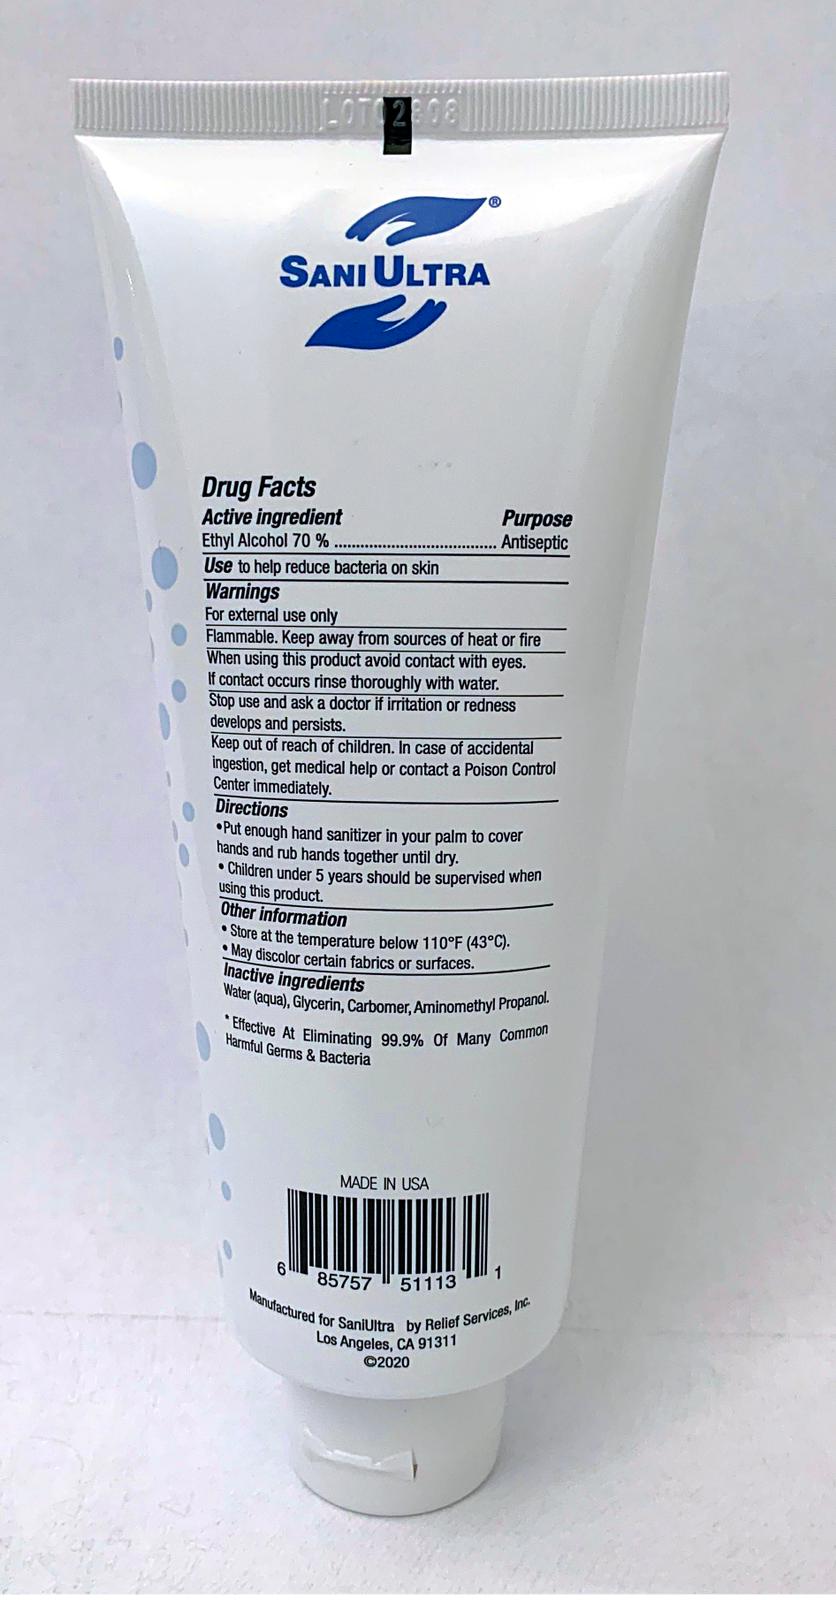 LOT02808
®
SANI ULTRA
Drug Facts
Active ingredient Purpose
Ethyl Alcohol 70 % ..................................... Antiseptic
Use to help reduce bacteria on skin
Warnings
For external use only
Flammable. Keep away from sources of heat or fire
When using this product avoid contact with eyes.
If contact occurs rinse thoroughly with water.
Stop use and ask a doctor if irritation or redness
develops and persists.
Keep out of reach of children. In case of accidental
ingestion, get medical help or contact a Poison Control
Center immediately.
Directions
•Put enough hand sanitizer in your palm to cover
hands and rub hands together until dry.
• Children under 5 years should be supervised when
using this product.
Other information
• Store at the temperature below 110°F (43°C).
• May discolor certain fabrics or surfaces.
Inactive ingredients
Water (aqua), Glycerin, Carbomer, Aminomethyl Propanol.
* Effective At Eliminating 99.9% Of Many Common
Harmful Germs & Bacteria
MADE IN USA
6 85757 51113 1
Manufactured for SaniUltra by Relief Services, Inc.
Los Angeles, CA 91311
©2020